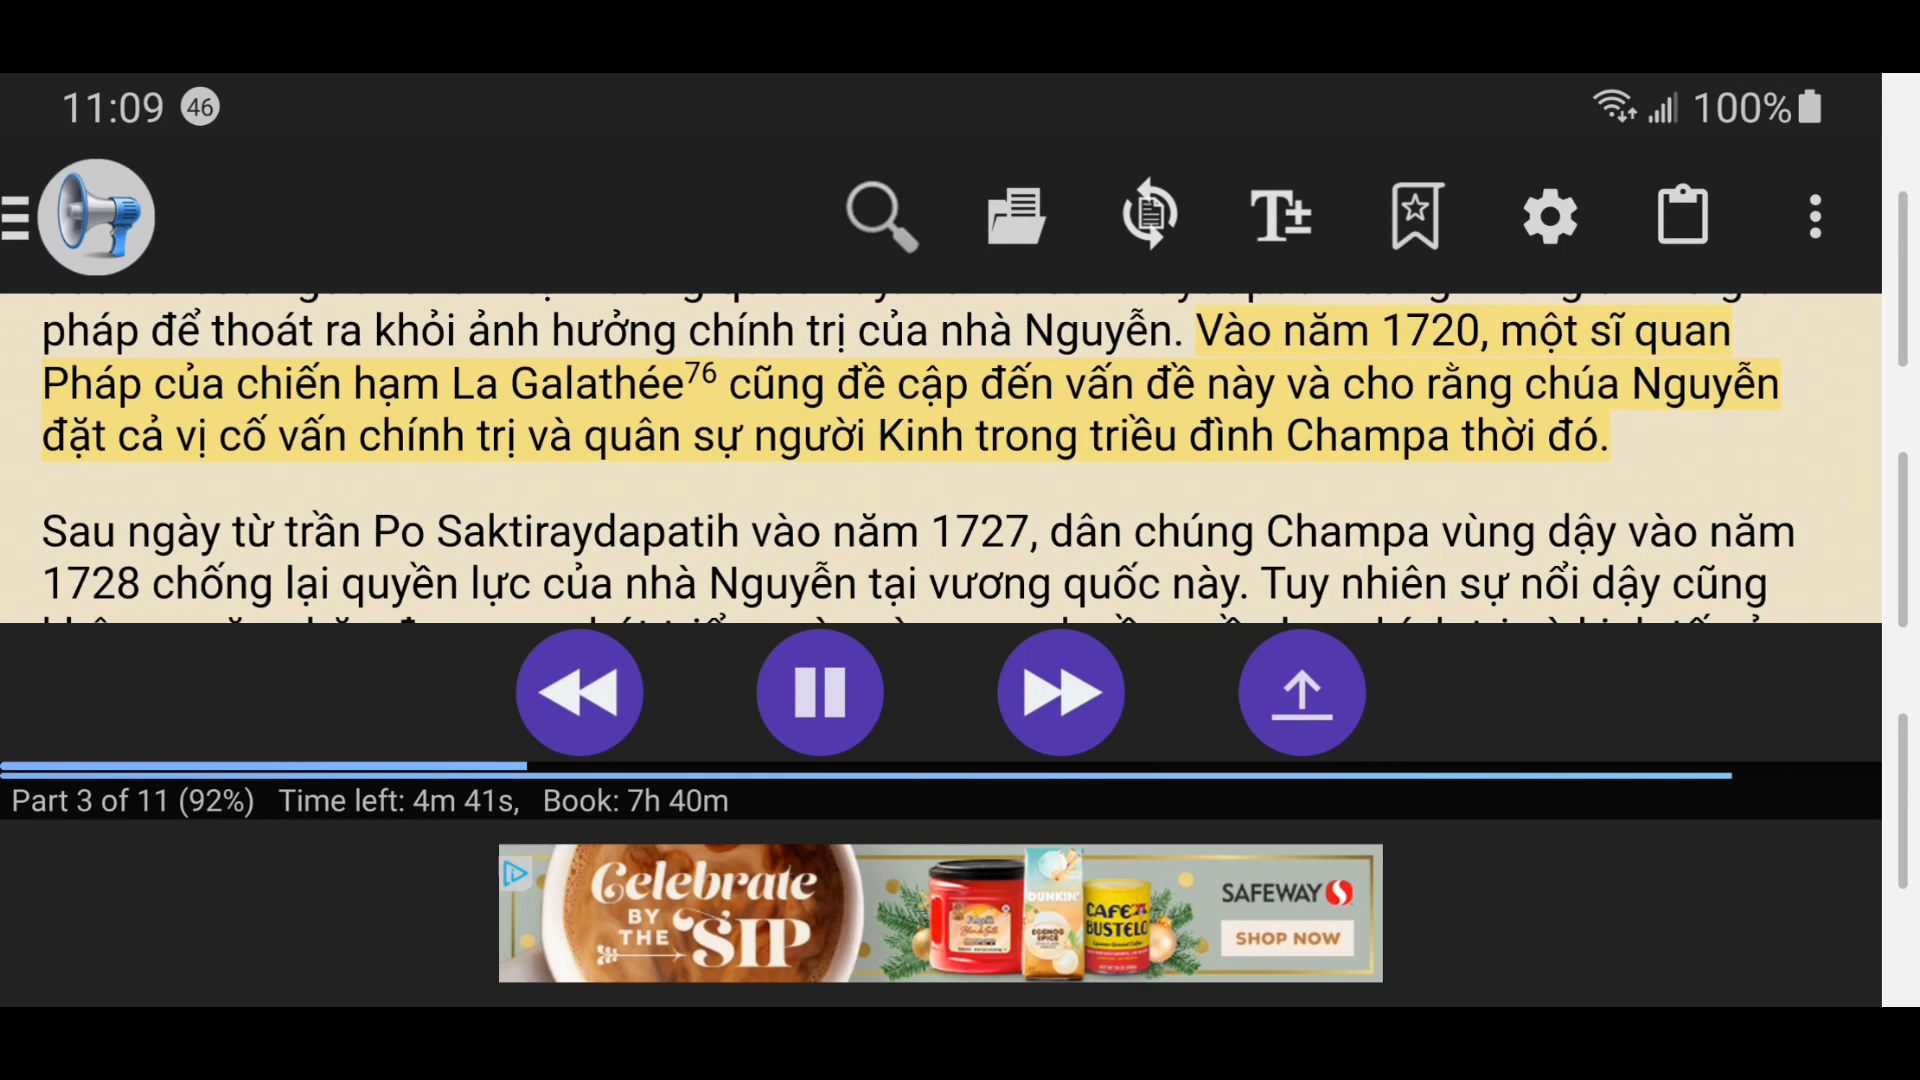 11:09 46 100%
T±
pháp để thoát ra khỏi ảnh hưởng chính trị của nhà Nguyễn. Vào năm 1720, một sĩ quan
Pháp của chiến hạm La Galathée⁷⁶ cũng đề cập đến vấn đề này và cho rằng chúa Nguyễn
đặt cả vị cố vấn chính trị và quân sự người Kinh trong triều đình Champa thời đó.
Sau ngày từ trần Po Saktiraydapatih vào năm 1727, dân chúng Champa vùng dậy vào năm
1728 chống lại quyền lực của nhà Nguyễn tại vương quốc này. Tuy nhiên sự nổi dậy cũng
Part 3 of 11 (92%) Time left: 4m 41s, Book: 7h 40m
Celebrate
BY
THE
SIP
DUNKIN'
EGGNOG
SPICE
CAFÉ
BUSTELO
SAFEWAY
SHOP NOW